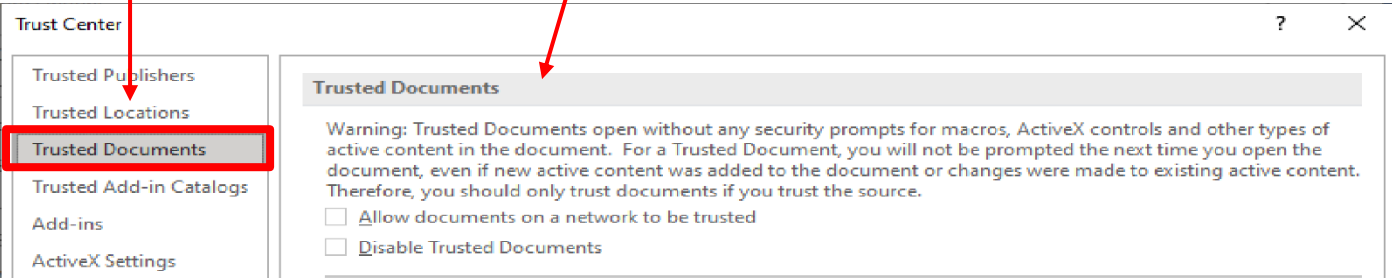 Trust Center ? ×
Trusted Publishers
Trusted Locations
Trusted Documents
Trusted Add-in Catalogs
Add-ins
ActiveX Settings
Trusted Documents
Warning: Trusted Documents open without any security prompts for macros, ActiveX controls and other types of
active content in the document.  For a Trusted Document, you will not be prompted the next time you open the
document, even if new active content was added to the document or changes were made to existing active content.
Therefore, you should only trust documents if you trust the source.
Allow documents on a network to be trusted
Disable Trusted Documents